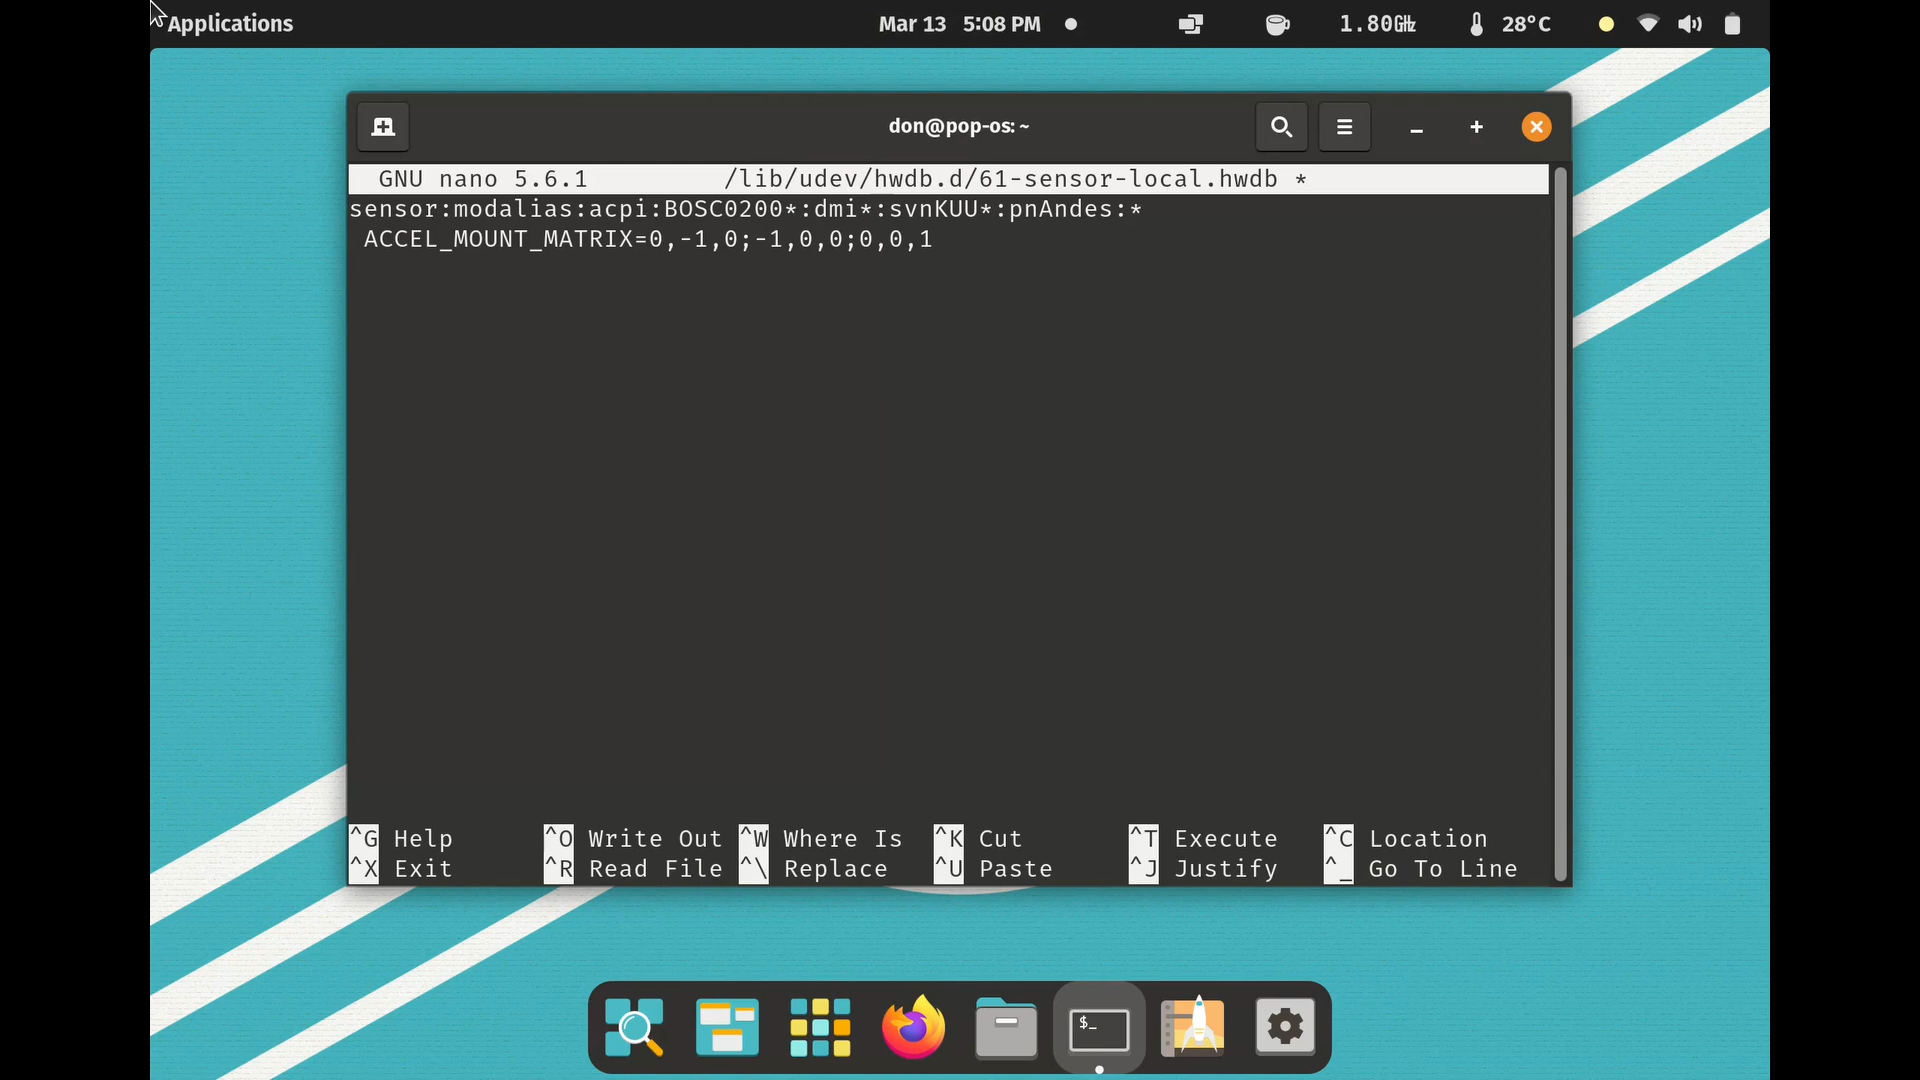 Applications
Mar 13 5:08 PM
1.80GHz
28°C
don@pop-os: ~
GNU nano 5.6.1 /lib/udev/hwdb.d/61-sensor-local.hwdb *
sensor:modalias:acpi:BOSC0200*:dmi*:svnKUU*:pnAndes:*
ACCEL_MOUNT_MATRIX=0,-1,0;-1,0,0;0,0,1
^G Help ^O Write Out ^W Where Is ^K Cut ^T Execute ^C Location
^X Exit ^R Read File ^\ Replace ^U Paste ^J Justify ^_ Go To Line
$_